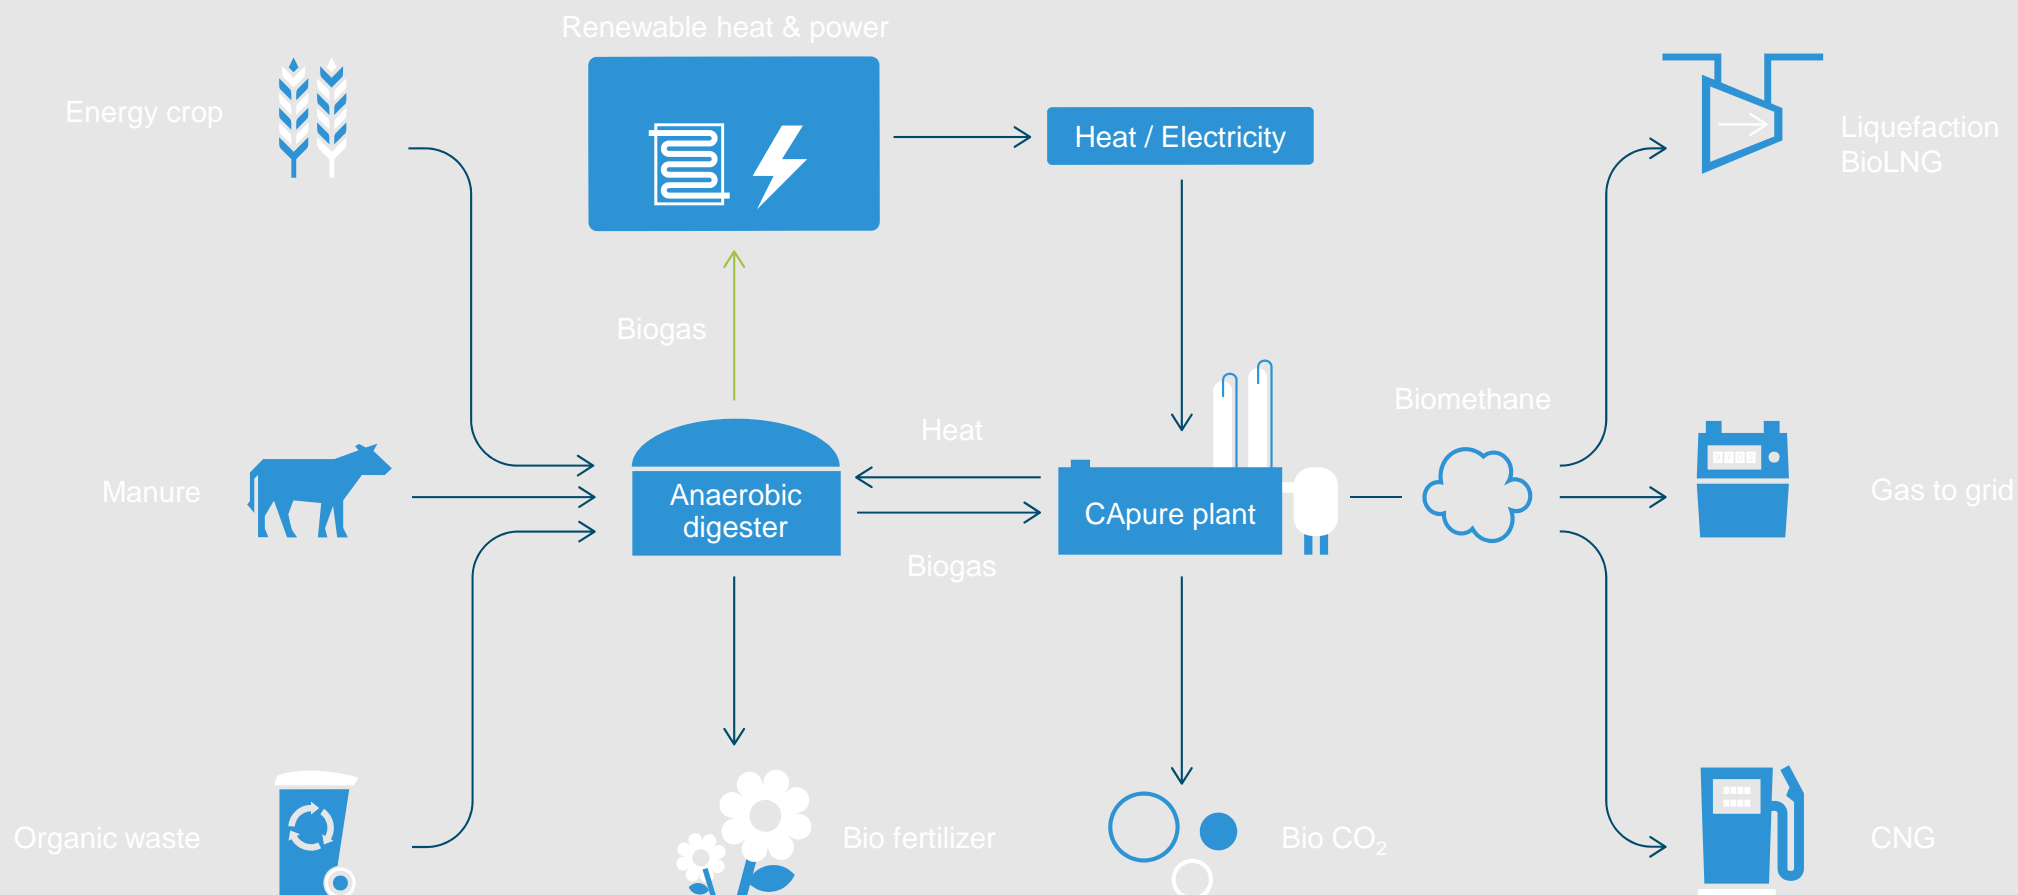 Renewable heat & power
Energy crop
Heat / Electricity
Liquefaction
BioLNG
Biogas
Biomethane
Heat
Manure
Anaerobic
digester
CApure plant
Gas to grid
Biogas
Organic waste
Bio fertilizer
Bio CO₂
CNG